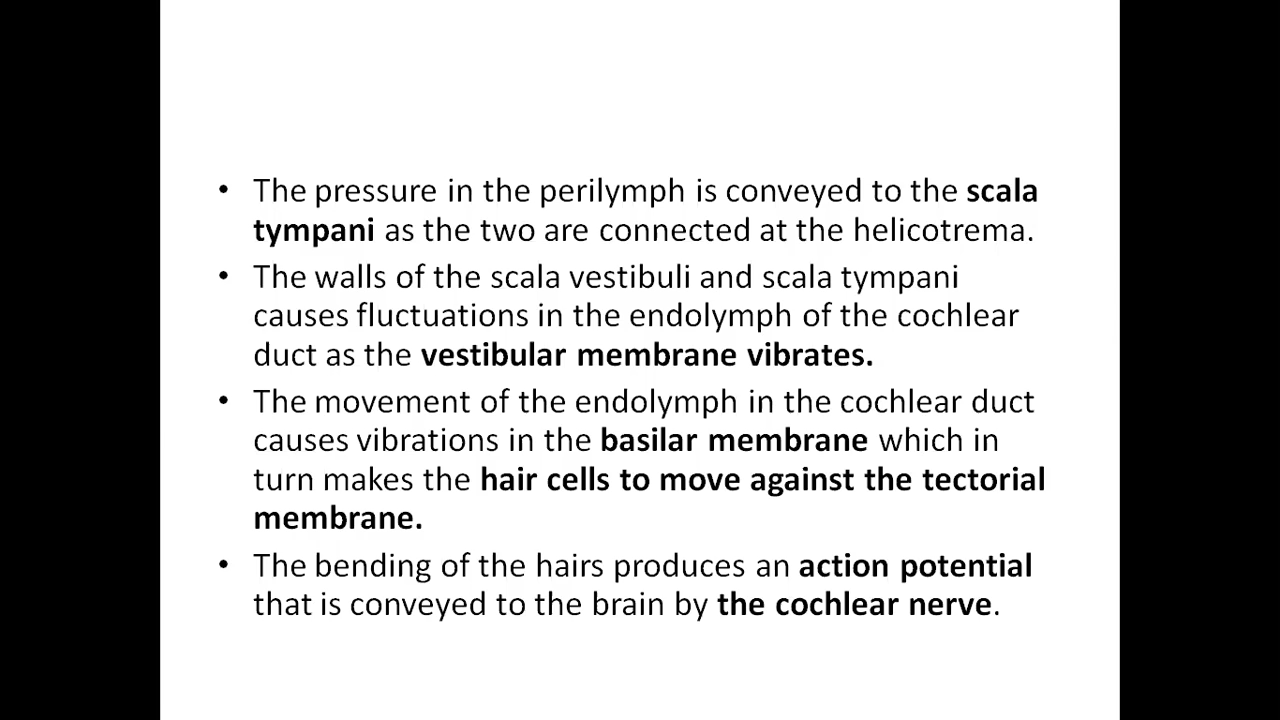 • The pressure in the perilymph is conveyed to the scala
tympani as the two are connected at the helicotrema.
• The walls of the scala vestibuli and scala tympani
causes fluctuations in the endolymph of the cochlear
duct as the vestibular membrane vibrates.
• The movement of the endolymph in the cochlear duct
causes vibrations in the basilar membrane which in
turn makes the hair cells to move against the tectorial
membrane.
• The bending of the hairs produces an action potential
that is conveyed to the brain by the cochlear nerve.